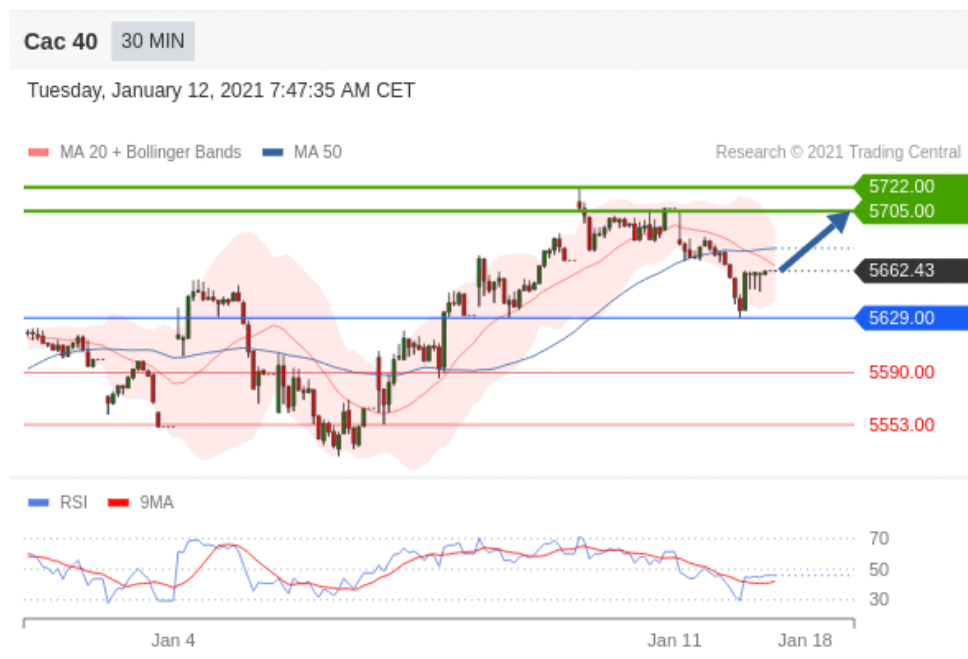 Cac 40 30 MIN
Tuesday, January 12, 2021 7:47:35 AM CET
MA 20 + Bollinger Bands MA 50 Research © 2021 Trading Central
5722.00
5705.00
5662.43
5629.00
5590.00
5553.00
RSI 9MA
70
50
30
Jan 4 Jan 11 Jan 18